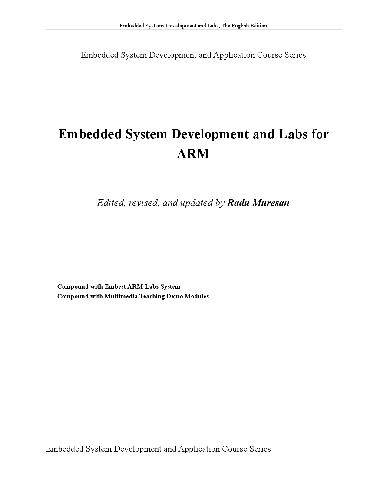 Embedded System Development and Labs, The English Edition
Embedded System Development and Application Course Series
Embedded System Development and Labs for
ARM
Edited, revised, and updated by Radu Muresan
Compound with Embest ARM Labs System
Compound with Multimedia Teaching Demo Modules
Embedded System Development and Application Course Series